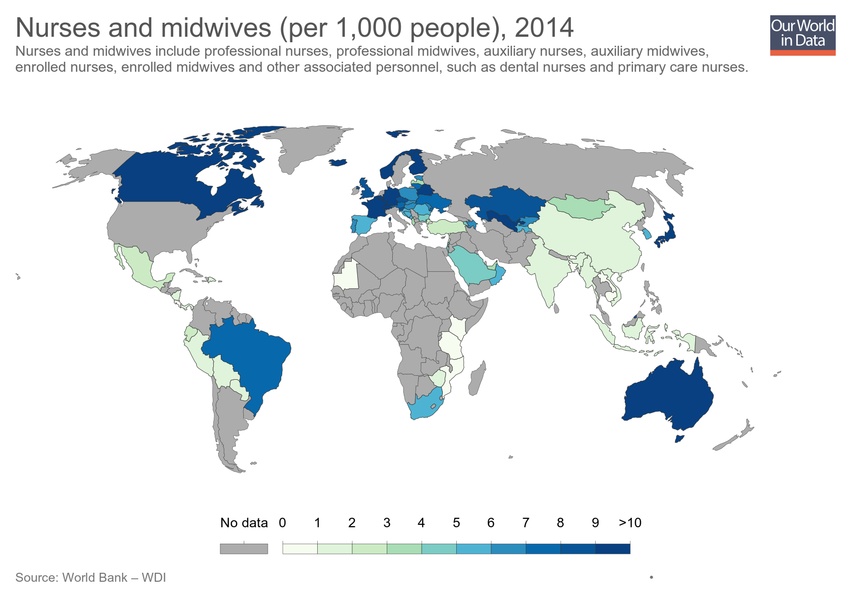 Nurses and midwives (per 1,000 people), 2014
Our World
in Data
Nurses and midwives include professional nurses, professional midwives, auxiliary nurses, auxiliary midwives,
enrolled nurses, enrolled midwives and other associated personnel, such as dental nurses and primary care nurses.
No data 0 1 2 3 4 5 6 7 8 9 >10
Source: World Bank – WDI